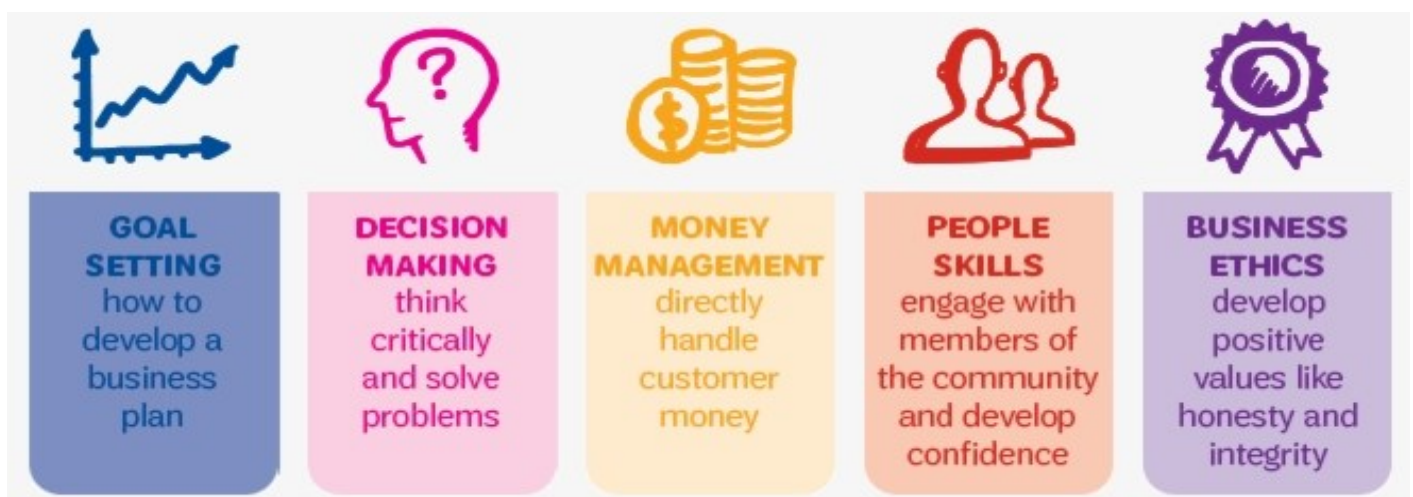 GOAL
SETTING
how to
develop a
business
plan
DECISION
MAKING
think
critically
and solve
problems
MONEY
MANAGEMENT
directly
handle
customer
money
PEOPLE
SKILLS
engage with
members of
the community
and develop
confidence
BUSINESS
ETHICS
develop
positive
values like
honesty and
integrity